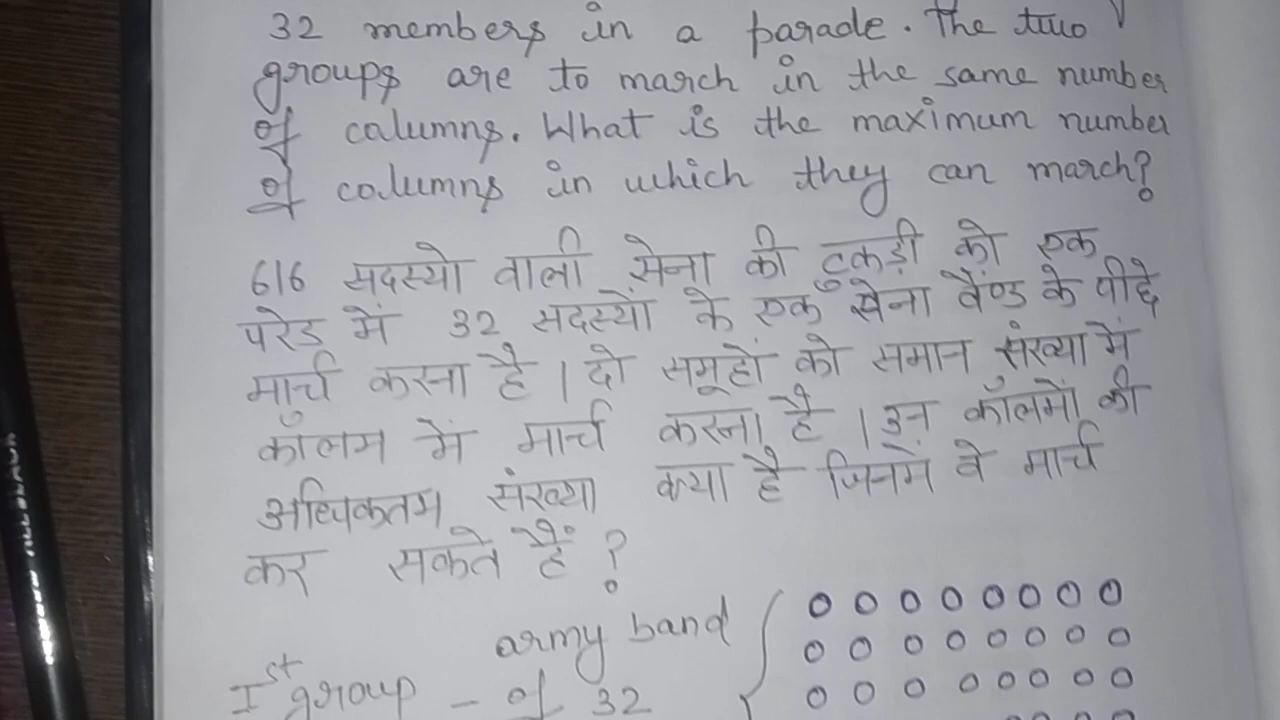 32 members in a parade. The two
groups are to march in the same number
of columns. What is the maximum number
of columns in which they can march?
616 सदस्यो वाली सेना की टुकड़ी को एक
परेड में 32 सदस्यों के एक सेना बैंण्ड के पीछे
मार्च करना है। दो समूहों को समान संख्या में
कॉलम में मार्च करना है। उन कॉलमों की
अधिकतम संख्या क्या है जिनमें वे मार्च
कर सकते हैं?
army band
Ist group - of 32